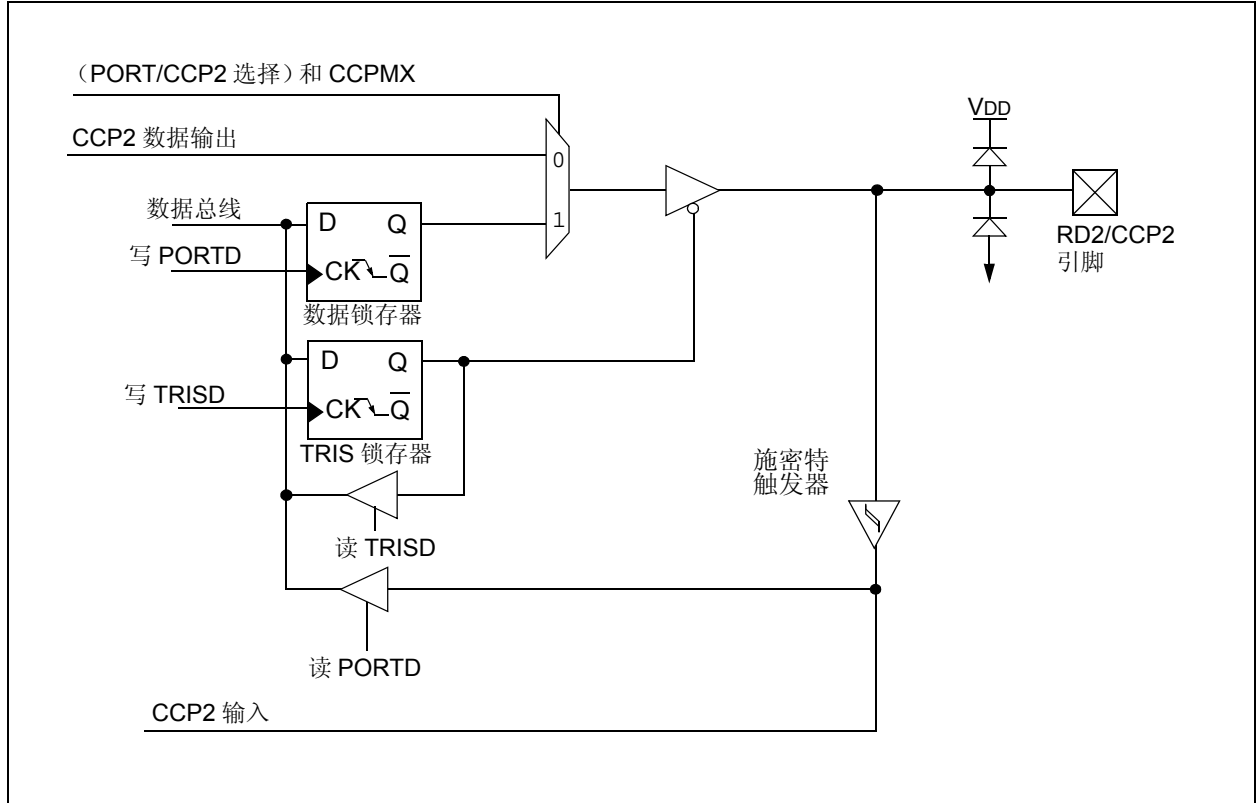 （PORT/CCP2 选择）和 CCPMX
CCP2 数据输出
VDD
0
数据总线
D Q
1
RD2/CCP2
引脚
写 PORTD
CK Q
数据锁存器
D Q
写 TRISD
CK Q
TRIS 锁存器
施密特
触发器
读 TRISD
读 PORTD
CCP2 输入